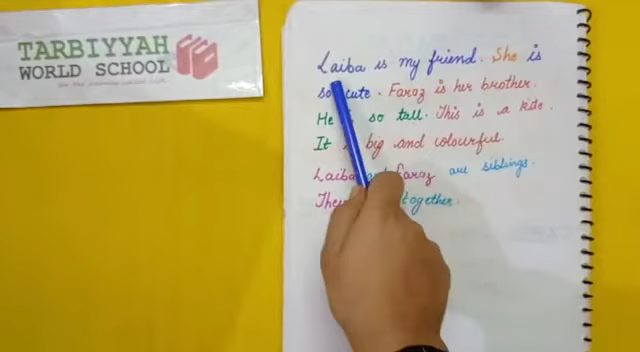 TARBIYYAH
WORLD SCHOOL
Laiba is my friend. She is
so cute. Faraz is her brother.
He so tall. This is a kite.
It big and colourful.
Laiba Faraz are siblings.
They together.